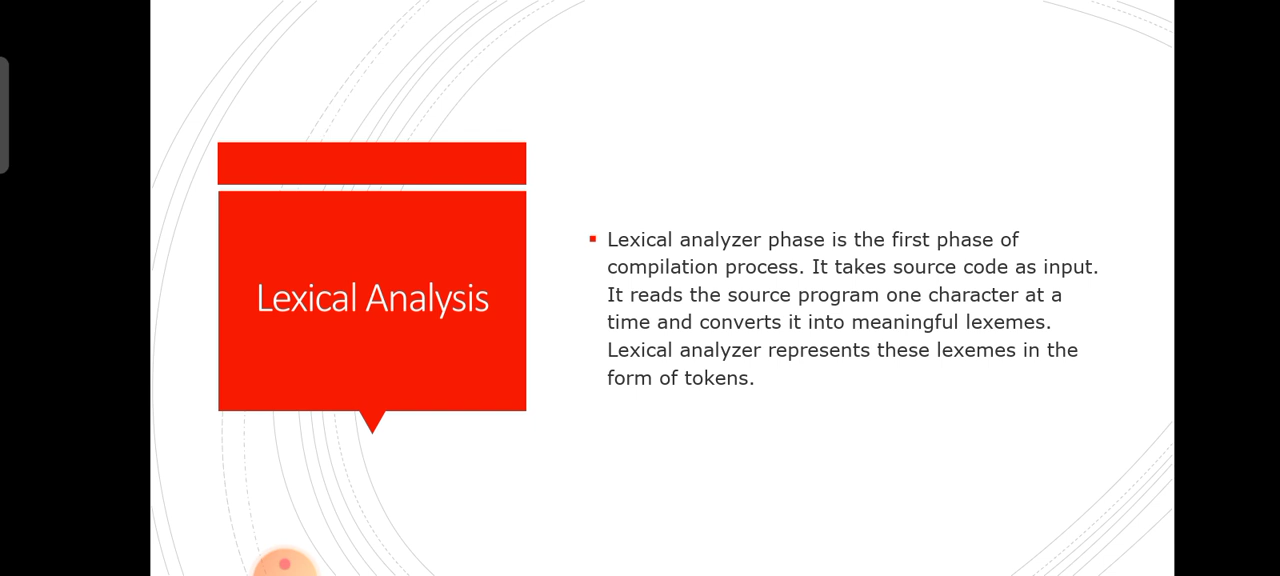 Lexical Analysis
Lexical analyzer phase is the first phase of
compilation process. It takes source code as input.
It reads the source program one character at a
time and converts it into meaningful lexemes.
Lexical analyzer represents these lexemes in the
form of tokens.